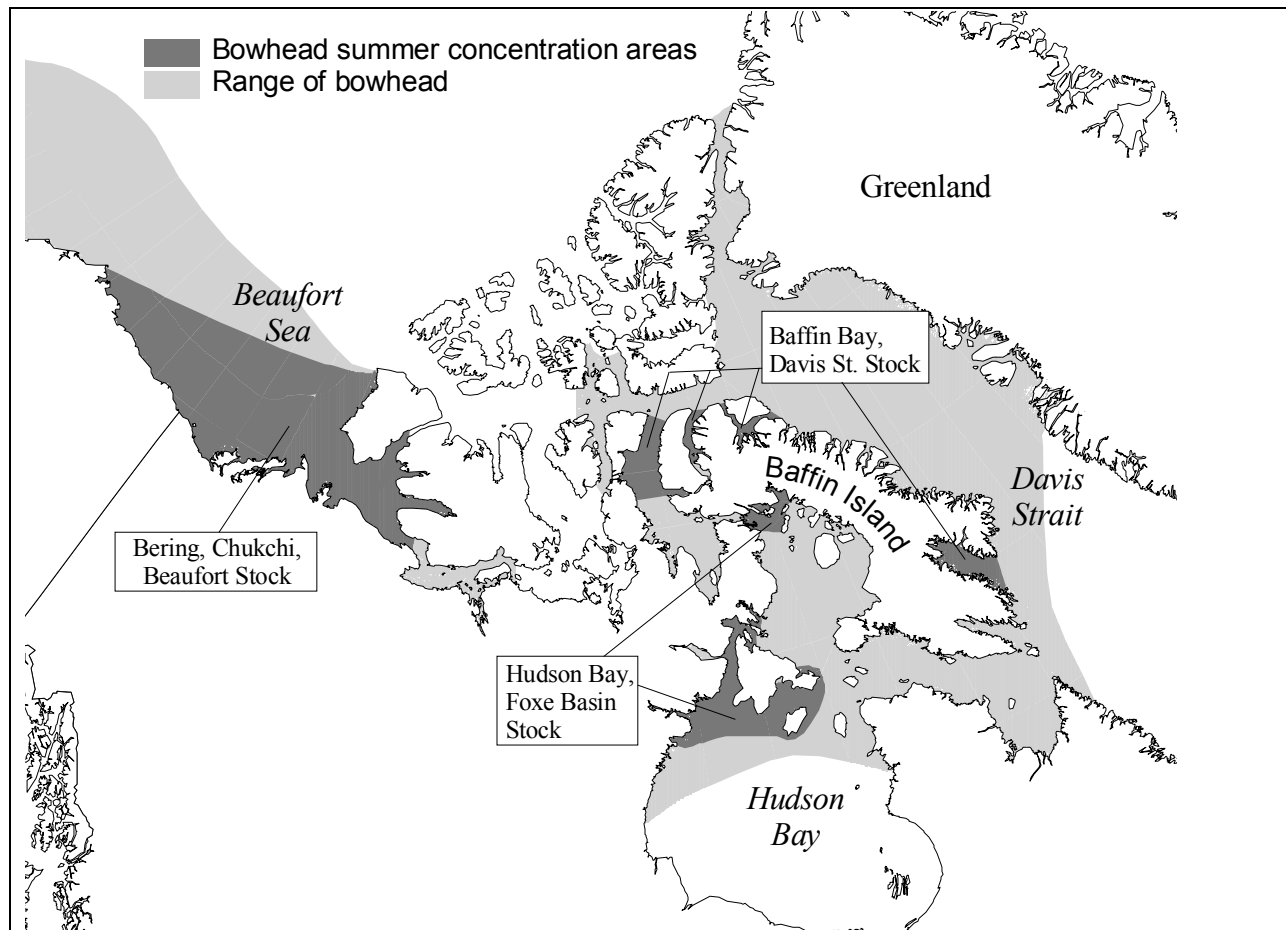 Bowhead summer concentration areas
Range of bowhead
Greenland
Beaufort
Sea
Baffin Bay,
Davis St. Stock
Baffin Island
Davis
Strait
Bering, Chukchi,
Beaufort Stock
Hudson Bay,
Foxe Basin
Stock
Hudson
Bay